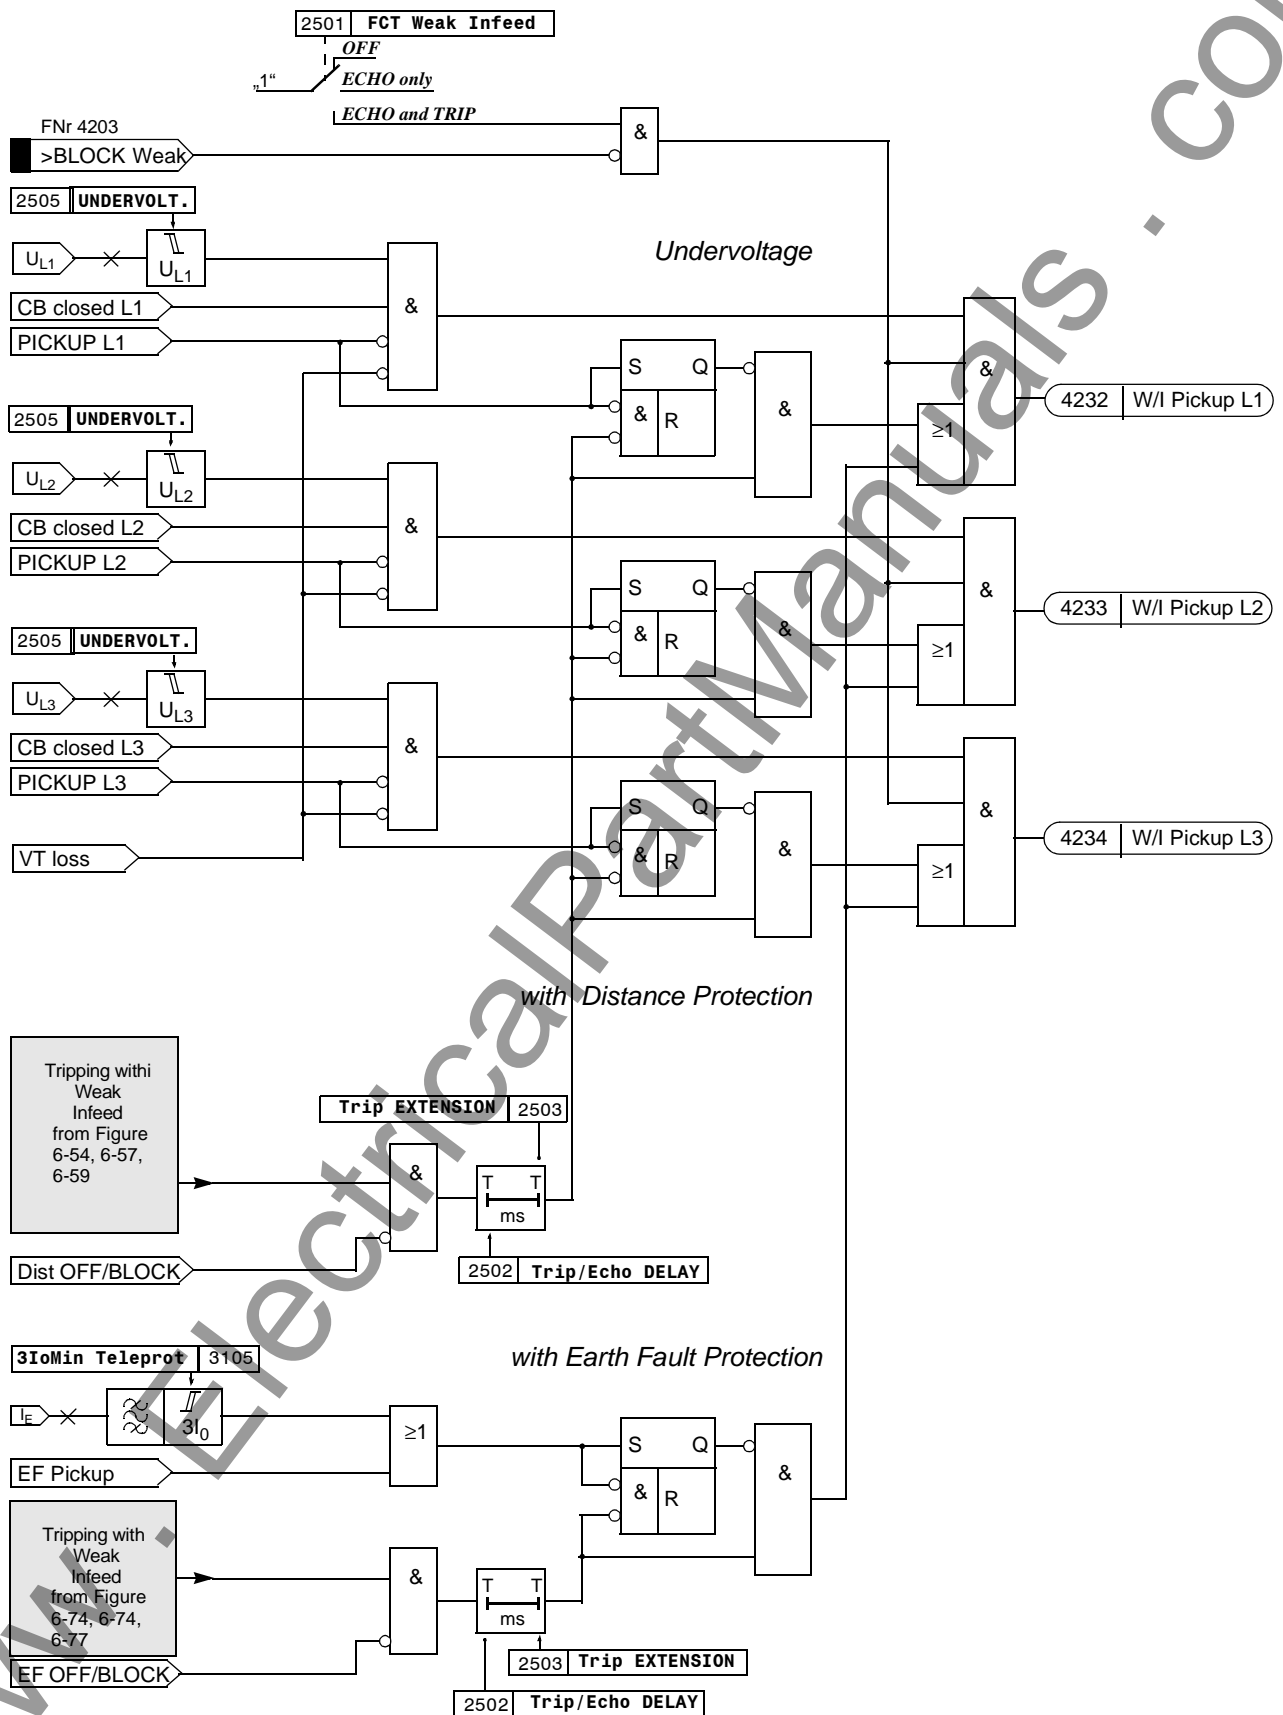 2501 FCT Weak Infeed
OFF
„1“ ECHO only
ECHO and TRIP
FNr 4203
>BLOCK Weak
&
2505 UNDERVOLT.
UL1
UL1
Undervoltage
CB closed L1
&
PICKUP L1
S Q
& R
&
&
≥1
4232 W/I Pickup L1
2505 UNDERVOLT.
UL2
UL2
CB closed L2
&
PICKUP L2
S Q
& R
&
&
≥1
4233 W/I Pickup L2
2505 UNDERVOLT.
UL3
UL3
CB closed L3
&
PICKUP L3
S Q
& R
&
&
≥1
4234 W/I Pickup L3
VT loss
with Distance Protection
Tripping withi
Weak
Infeed
from Figure
6-54, 6-57,
6-59
Trip EXTENSION 2503
&
T T
ms
Dist OFF/BLOCK
2502 Trip/Echo DELAY
with Earth Fault Protection
3IoMin Teleprot 3105
IE
3I0
≥1
EF Pickup
S Q
& R
&
Tripping with
Weak
Infeed
from Figure
6-74, 6-74,
6-77
&
T T
ms
EF OFF/BLOCK
2503 Trip EXTENSION
2502 Trip/Echo DELAY
www . ElectricalPartManuals . com